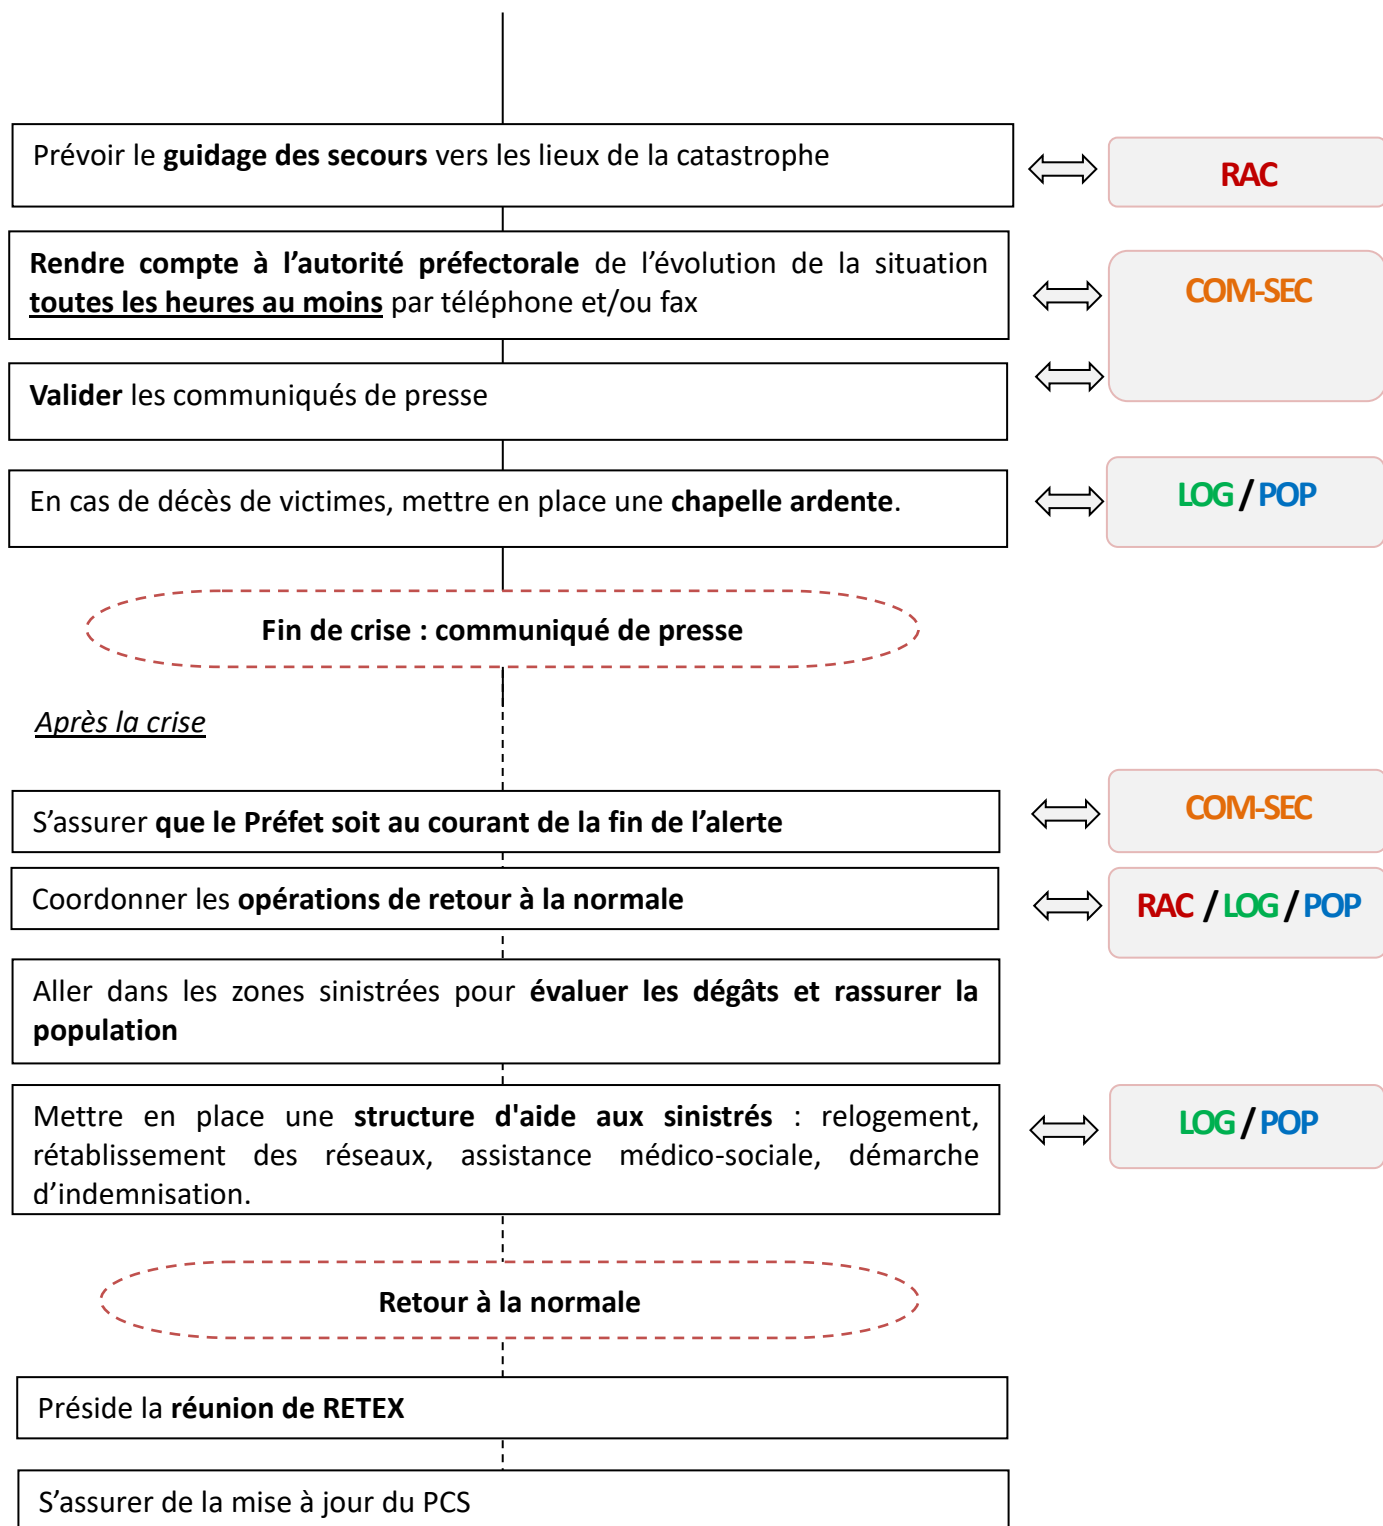 Prévoir le guidage des secours vers les lieux de la catastrophe
RAC
Rendre compte à l’autorité préfectorale de l’évolution de la situation
toutes les heures au moins par téléphone et/ou fax
COM-SEC
Valider les communiqués de presse
En cas de décès de victimes, mettre en place une chapelle ardente.
LOG / POP
Fin de crise : communiqué de presse
Après la crise
S’assurer que le Préfet soit au courant de la fin de l’alerte
COM-SEC
Coordonner les opérations de retour à la normale
RAC / LOG / POP
Aller dans les zones sinistrées pour évaluer les dégâts et rassurer la
population
Mettre en place une structure d'aide aux sinistrés : relogement,
rétablissement des réseaux, assistance médico-sociale, démarche
d’indemnisation.
LOG / POP
Retour à la normale
Préside la réunion de RETEX
S’assurer de la mise à jour du PCS